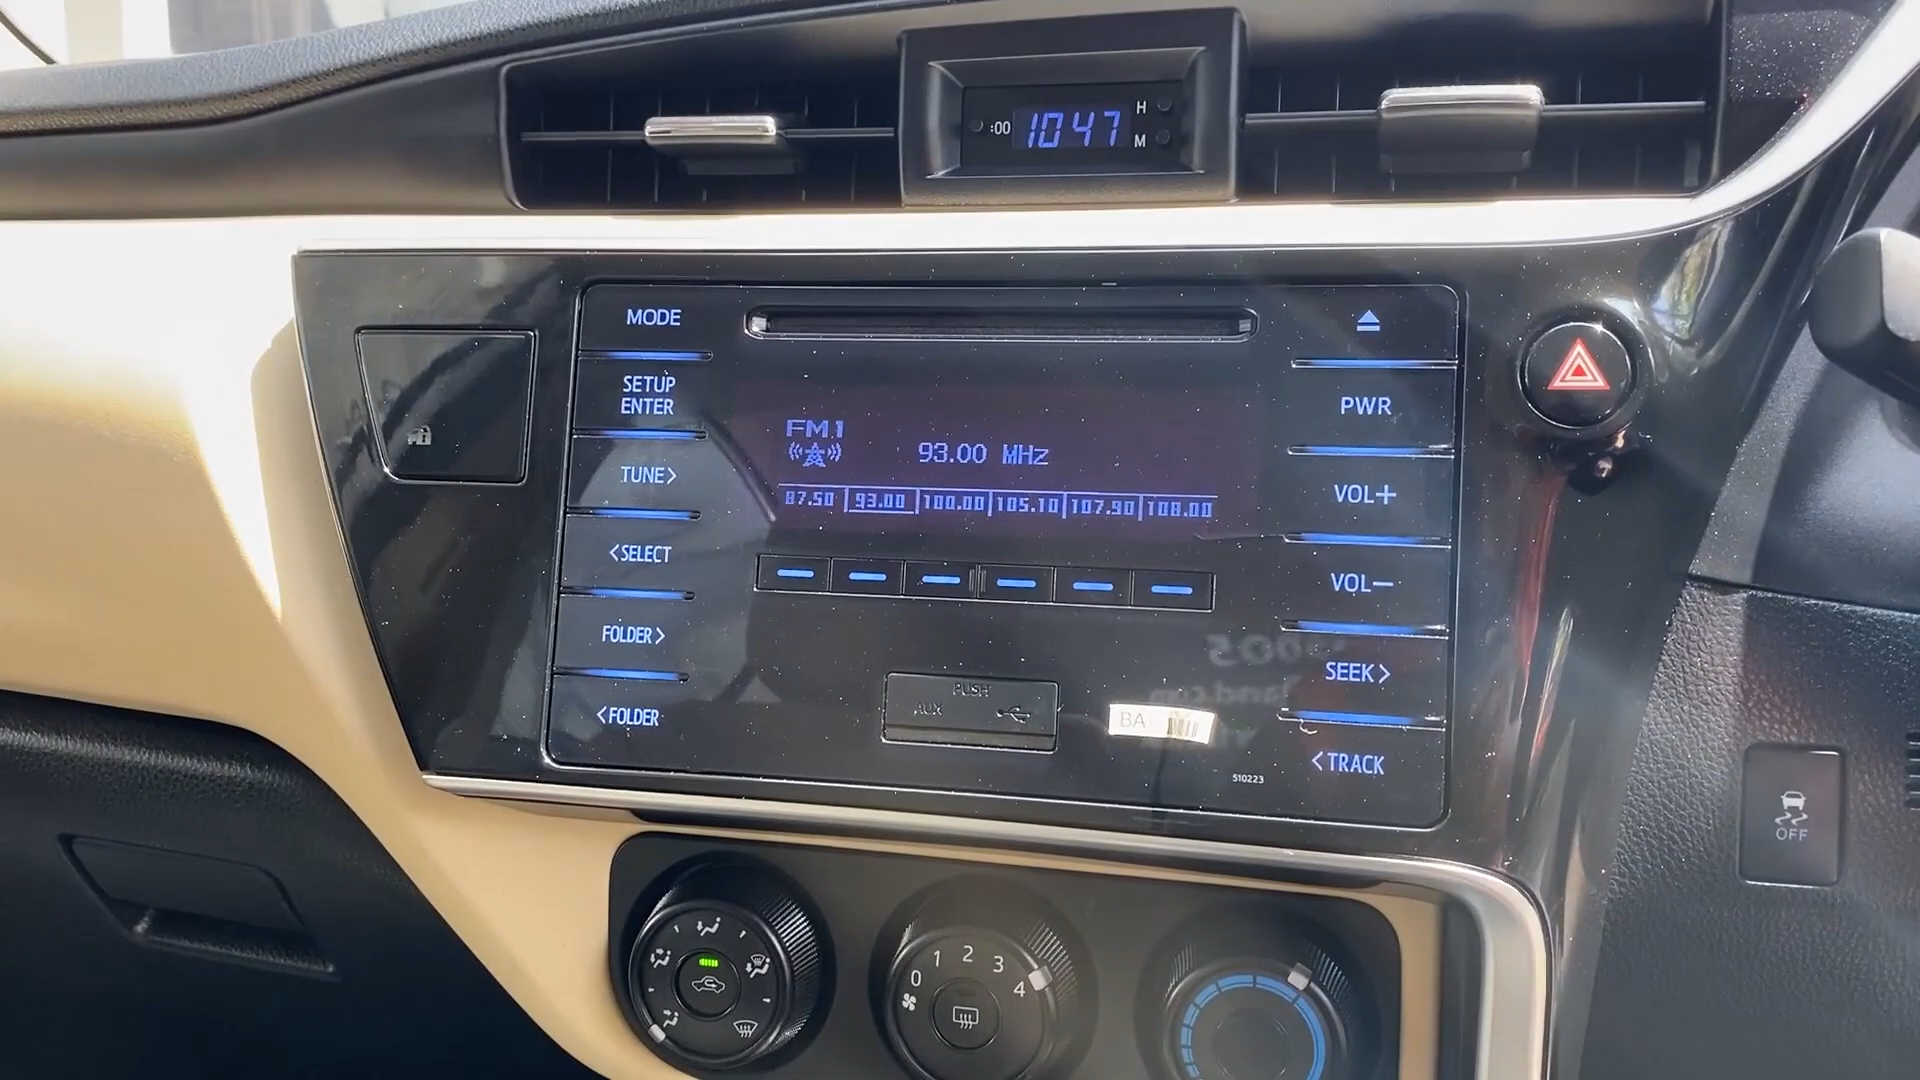 :00 10 47 H
M
MODE
SETUP
ENTER
TUNE>
<SELECT
FOLDER>
<FOLDER
FM1
93.00 MHz
87.50 93.00 100.00 105.10 107.90 108.00
PUSH
AUX
BA
510223
PWR
VOL+
VOL−
SEEK>
<TRACK
OFF
0 1 2 3 4